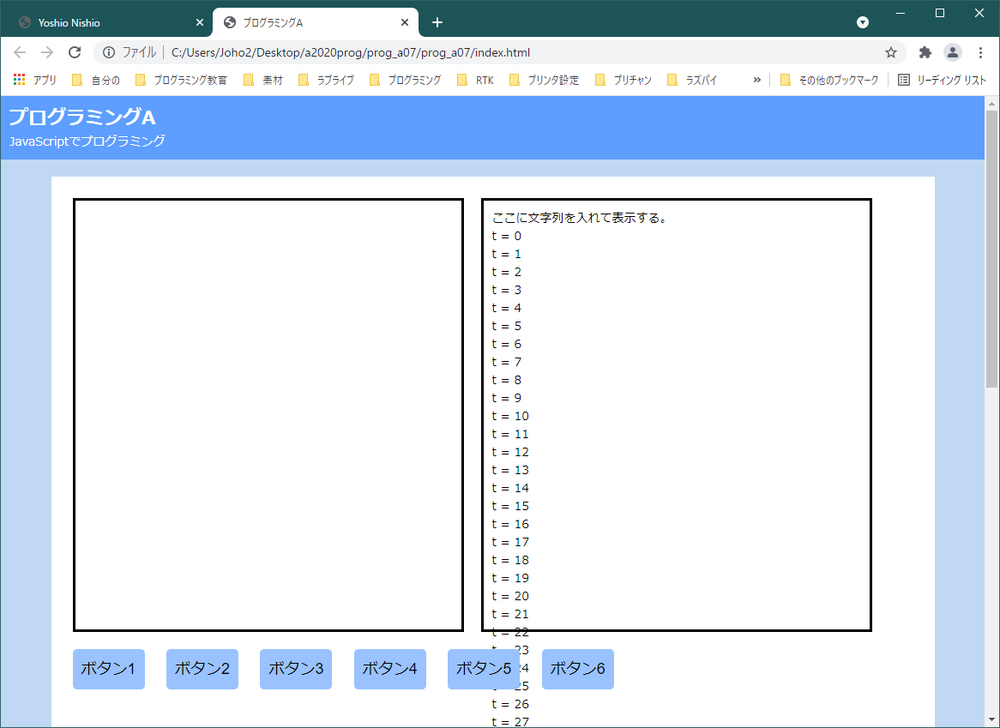 Yoshio Nishio
プログラミングA
ファイル
C:/Users/Joho2/Desktop/a2020prog/prog_a07/prog_a07/index.html
アプリ 自分の プログラミング教育 素材 ラブライブ プログラミング RTK プリンタ設定 プリチャン ラズパイ » その他のブックマーク リーディング リスト
プログラミングA
JavaScriptでプログラミング
ここに文字列を入れて表示する。
t = 0
t = 1
t = 2
t = 3
t = 4
t = 5
t = 6
t = 7
t = 8
t = 9
t = 10
t = 11
t = 12
t = 13
t = 14
t = 15
t = 16
t = 17
t = 18
t = 19
t = 20
t = 21
t = 22
23
ボタン1 ボタン2 ボタン3 ボタン4 ボタン5 ボタン6
24
25
t = 26
t = 27